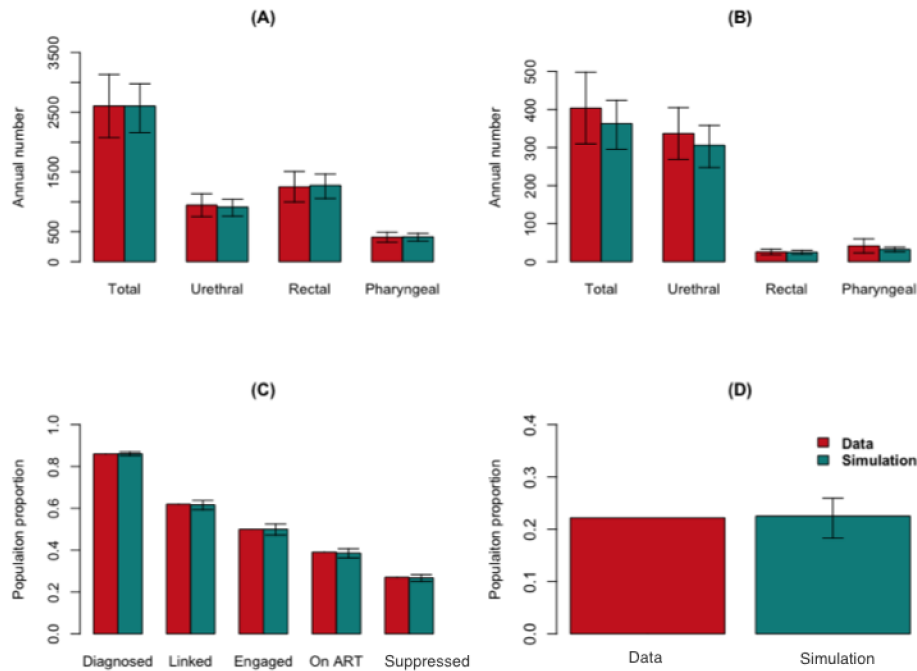 (A)
Annual number
3500
2500
1500
500
0
Total Urethral Rectal Pharyngeal
(B)
Annual number
500
400
300
200
100
0
Total Urethral Rectal Pharyngeal
(C)
Populaiton proportion
1.0
0.8
0.6
0.4
0.2
0.0
Diagnosed Linked Engaged On ART Suppressed
(D)
Populaiton proportion
0.4
0.3
0.2
0.1
0.0
Data
Simulation
Data Simulation